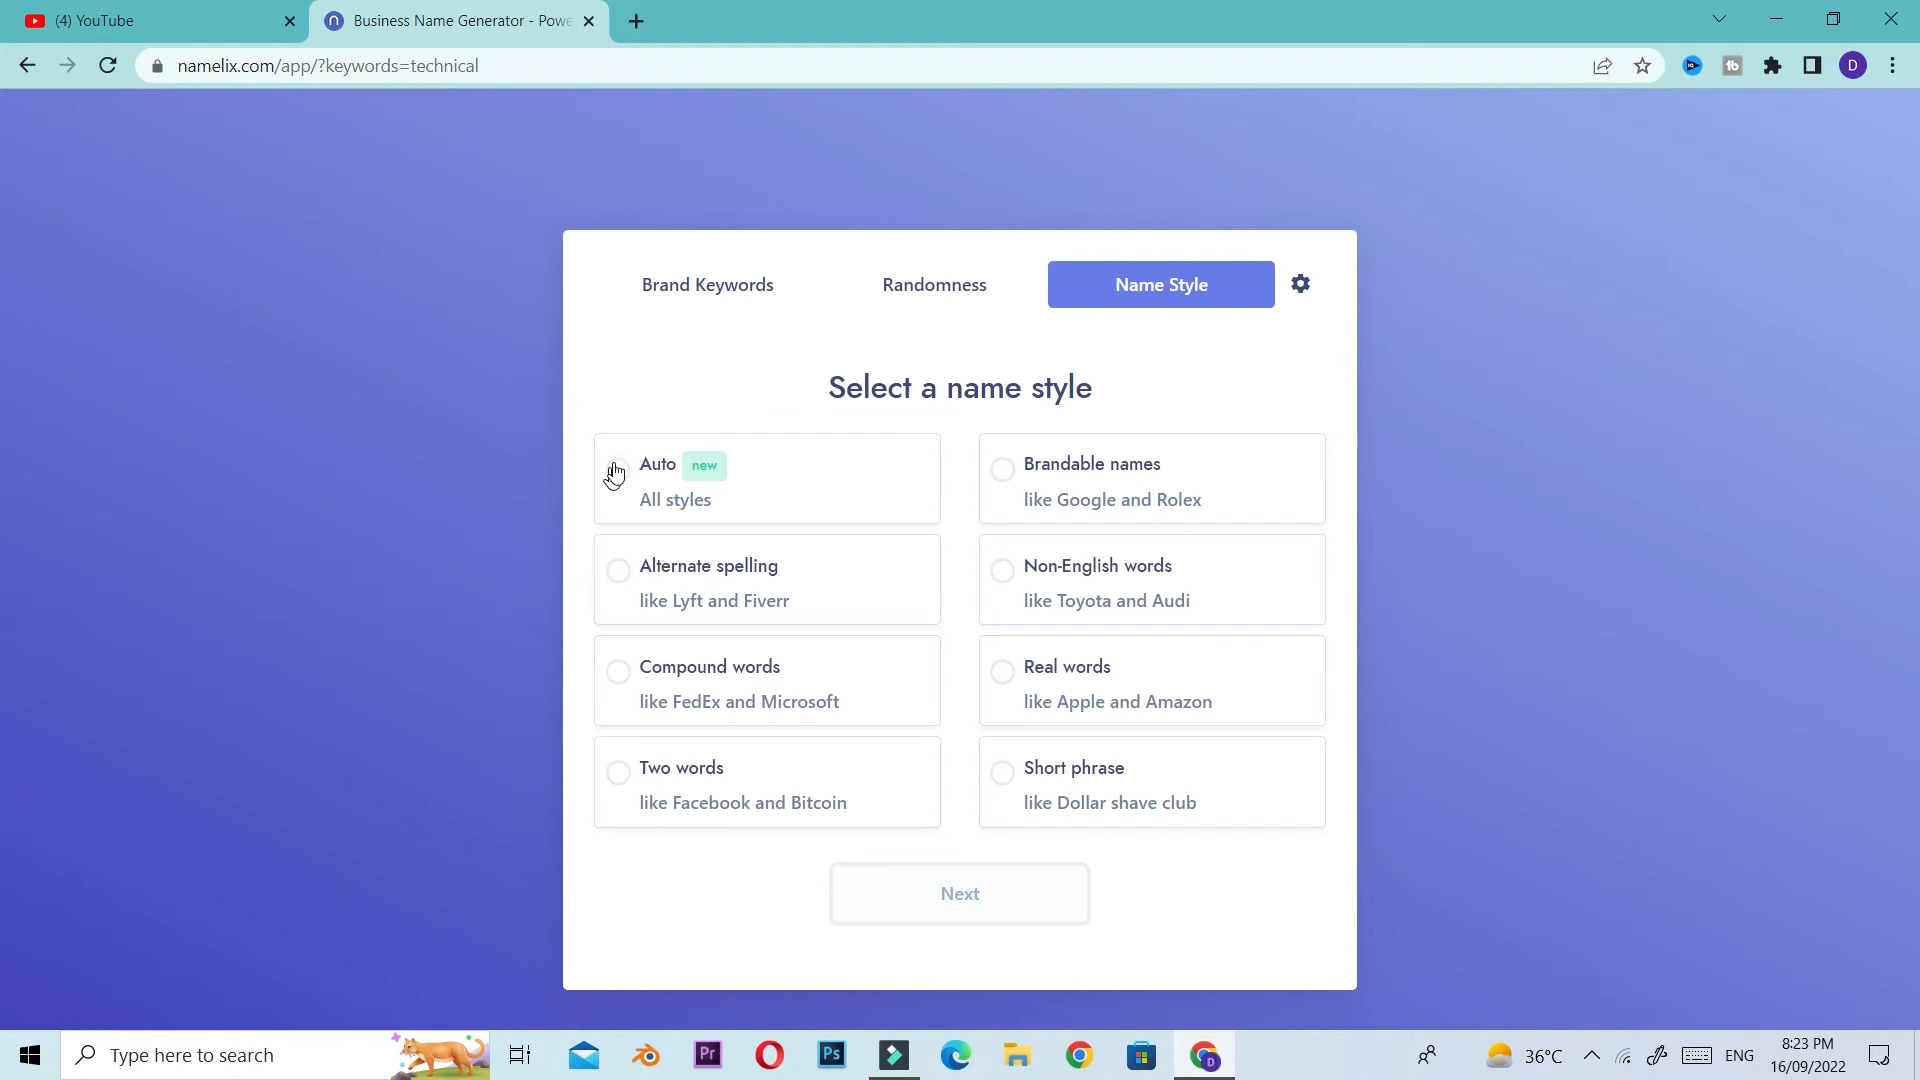 (4) YouTube
Business Name Generator - Powe
namelix.com/app/?keywords=technical
D
Brand Keywords
Randomness
Name Style
Select a name style
Auto new
All styles
Brandable names
like Google and Rolex
Alternate spelling
like Lyft and Fiverr
Non-English words
like Toyota and Audi
Compound words
like FedEx and Microsoft
Real words
like Apple and Amazon
Two words
like Facebook and Bitcoin
Short phrase
like Dollar shave club
Next
Type here to search
Pr
Ps
D
36°C
ENG
8:23 PM
16/09/2022